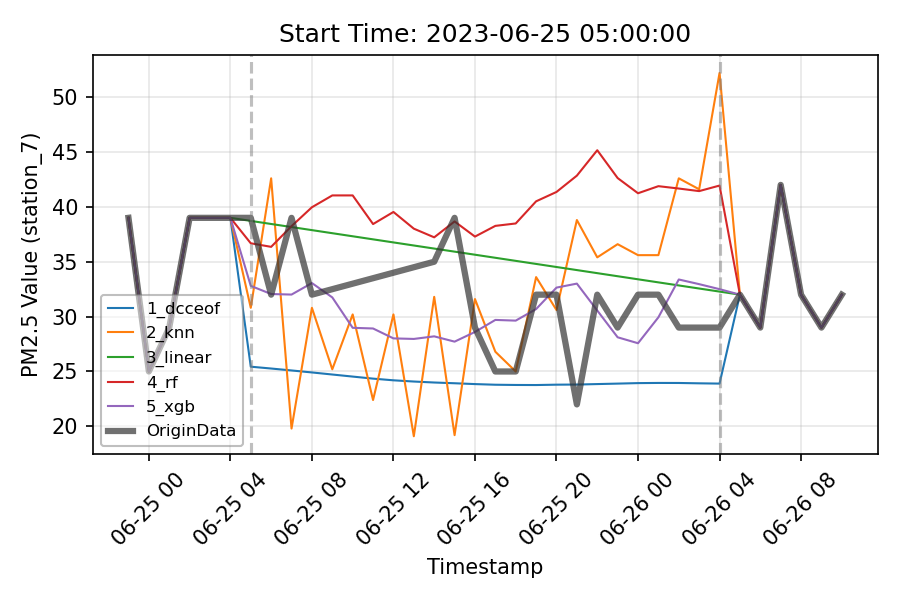 Start Time: 2023-06-25 05:00:00
PM2.5 Value (station_7)
50
45
40
35
30
25
20
1_dcceof
2_knn
3_linear
4_rf
5_xgb
OriginData
06-25 00
06-25 04
06-25 08
06-25 12
06-25 16
06-25 20
06-26 00
06-26 04
06-26 08
Timestamp